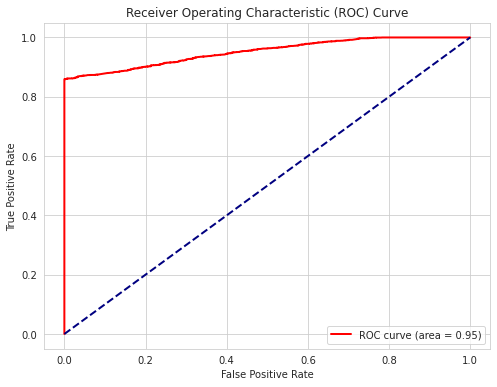 Receiver Operating Characteristic (ROC) Curve
1.0
0.8
0.6
0.4
0.2
0.0
True Positive Rate
ROC curve (area = 0.95)
0.0 0.2 0.4 0.6 0.8 1.0
False Positive Rate